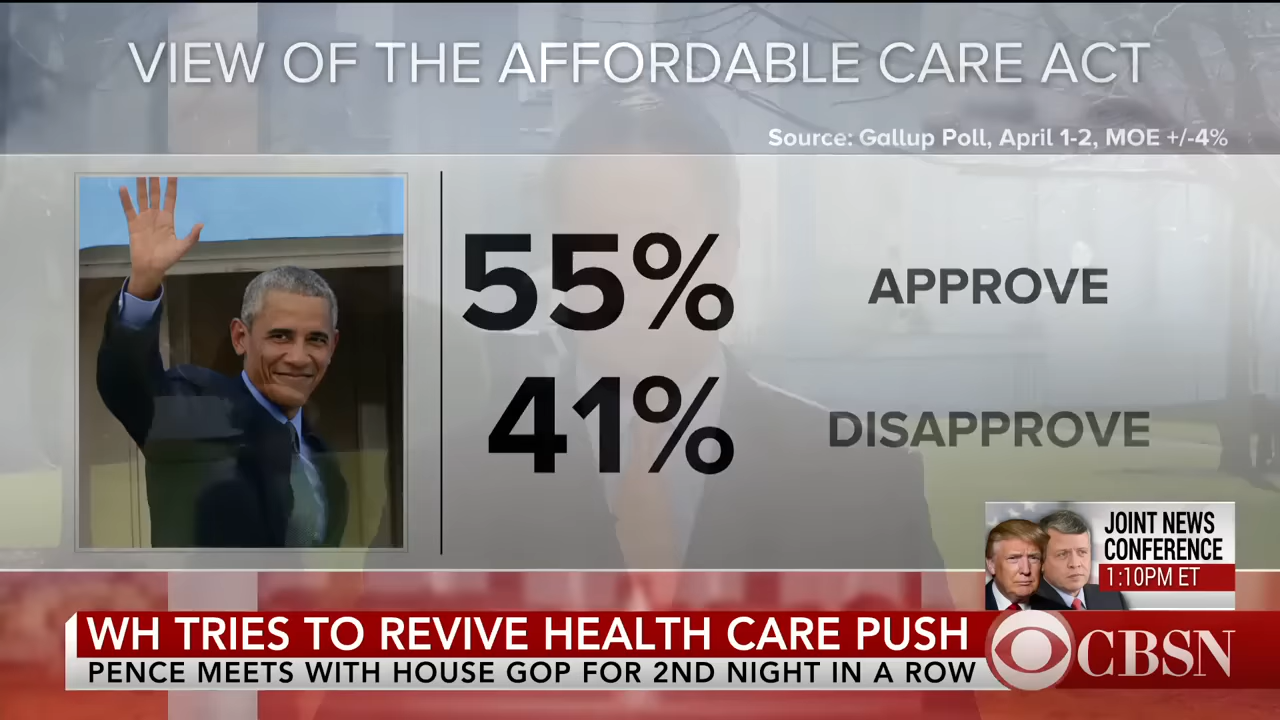 VIEW OF THE AFFORDABLE CARE ACT
Source: Gallup Poll, April 1-2, MOE +/-4%
55% APPROVE
41% DISAPPROVE
JOINT NEWS
CONFERENCE
1:10PM ET
WH TRIES TO REVIVE HEALTH CARE PUSH
PENCE MEETS WITH HOUSE GOP FOR 2ND NIGHT IN A ROW
CBSN